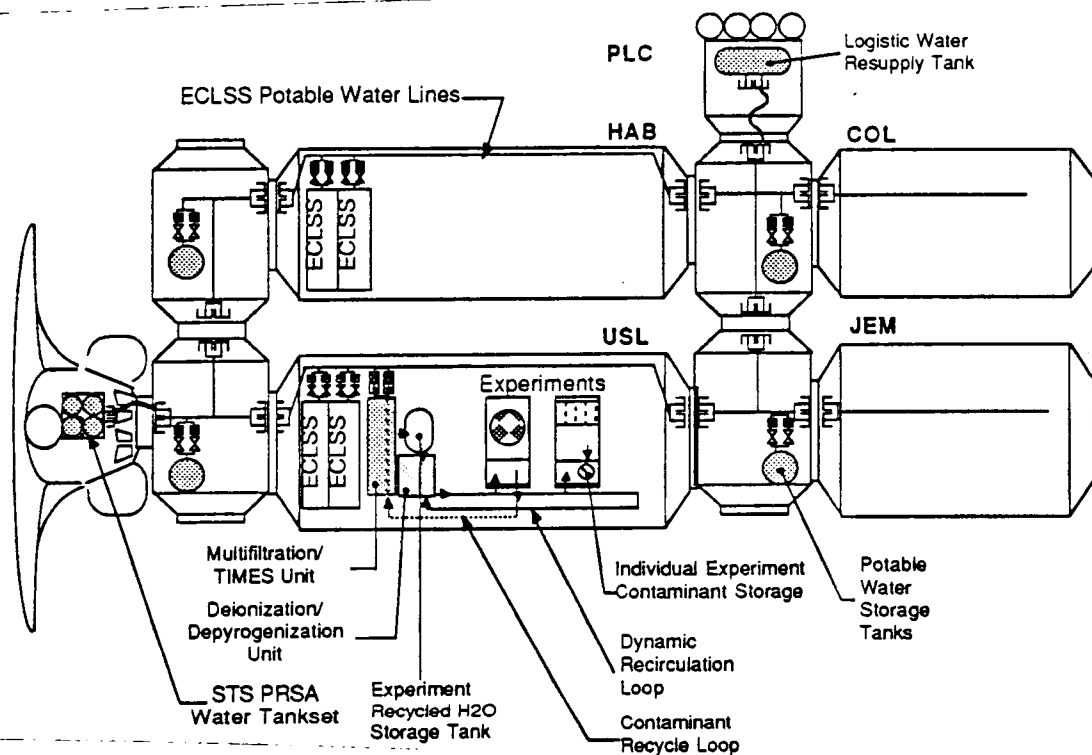 PLC
Logistic Water
Resupply Tank
ECLSS Potable Water Lines
HAB
COL
ECLSS
ECLSS
USL
JEM
Experiments
ECLSS
ECLSS
Multifiltration/
TIMES Unit
Individual Experiment
Contaminant Storage
Potable
Water
Storage
Tanks
Deionization/
Depyrogenization
Unit
Dynamic
Recirculation
Loop
STS PRSA
Water Tankset
Experiment
Recycled H2O
Storage Tank
Contaminant
Recycle Loop